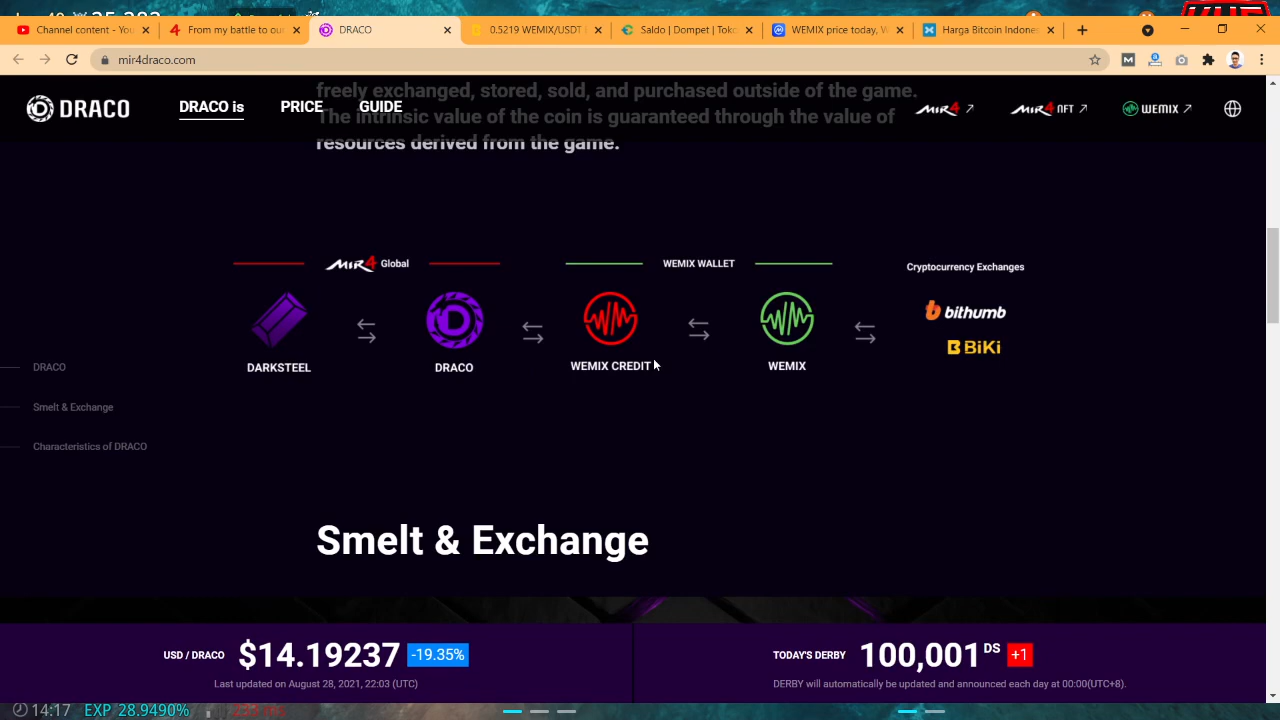 Channel content - You
From my battle to our
DRACO
0.5219 WEMIX/USDT
Saldo | Dompet | Toko
WEMIX price today, W
Harga Bitcoin Indones
mir4draco.com
DRACO
DRACO is
PRICE
GUIDE
MIR4
MIR4 NFT
WEMIX
freely exchanged, stored, sold, and purchased outside of the game.
The intrinsic value of the coin is guaranteed through the value of
resources derived from the game.
MIR4 Global
WEMIX WALLET
Cryptocurrency Exchanges
bithumb
BiKi
DARKSTEEL
DRACO
WEMIX CREDIT
WEMIX
DRACO
Smelt & Exchange
Characteristics of DRACO
Smelt & Exchange
USD / DRACO $14.19237 -19.35%
Last updated on August 28, 2021, 22:03 (UTC)
TODAY'S DERBY 100,001 DS +1
DERBY will automatically be updated and announced each day at 00:00(UTC+8).
14:17 EXP 28.9490%